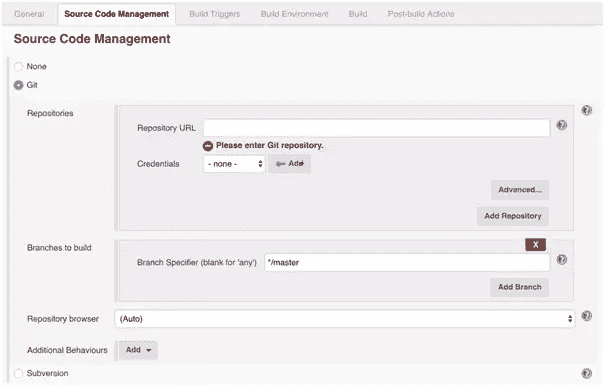 General Source Code Management Build Triggers Build Environment Build Post-build Actions
Source Code Management
None
Git
Repositories
Repository URL
Please enter Git repository.
Credentials - none - Add
Advanced...
Add Repository
Branches to build
X
Branch Specifier (blank for 'any') */master
Add Branch
Repository browser (Auto)
Additional Behaviours Add
Subversion